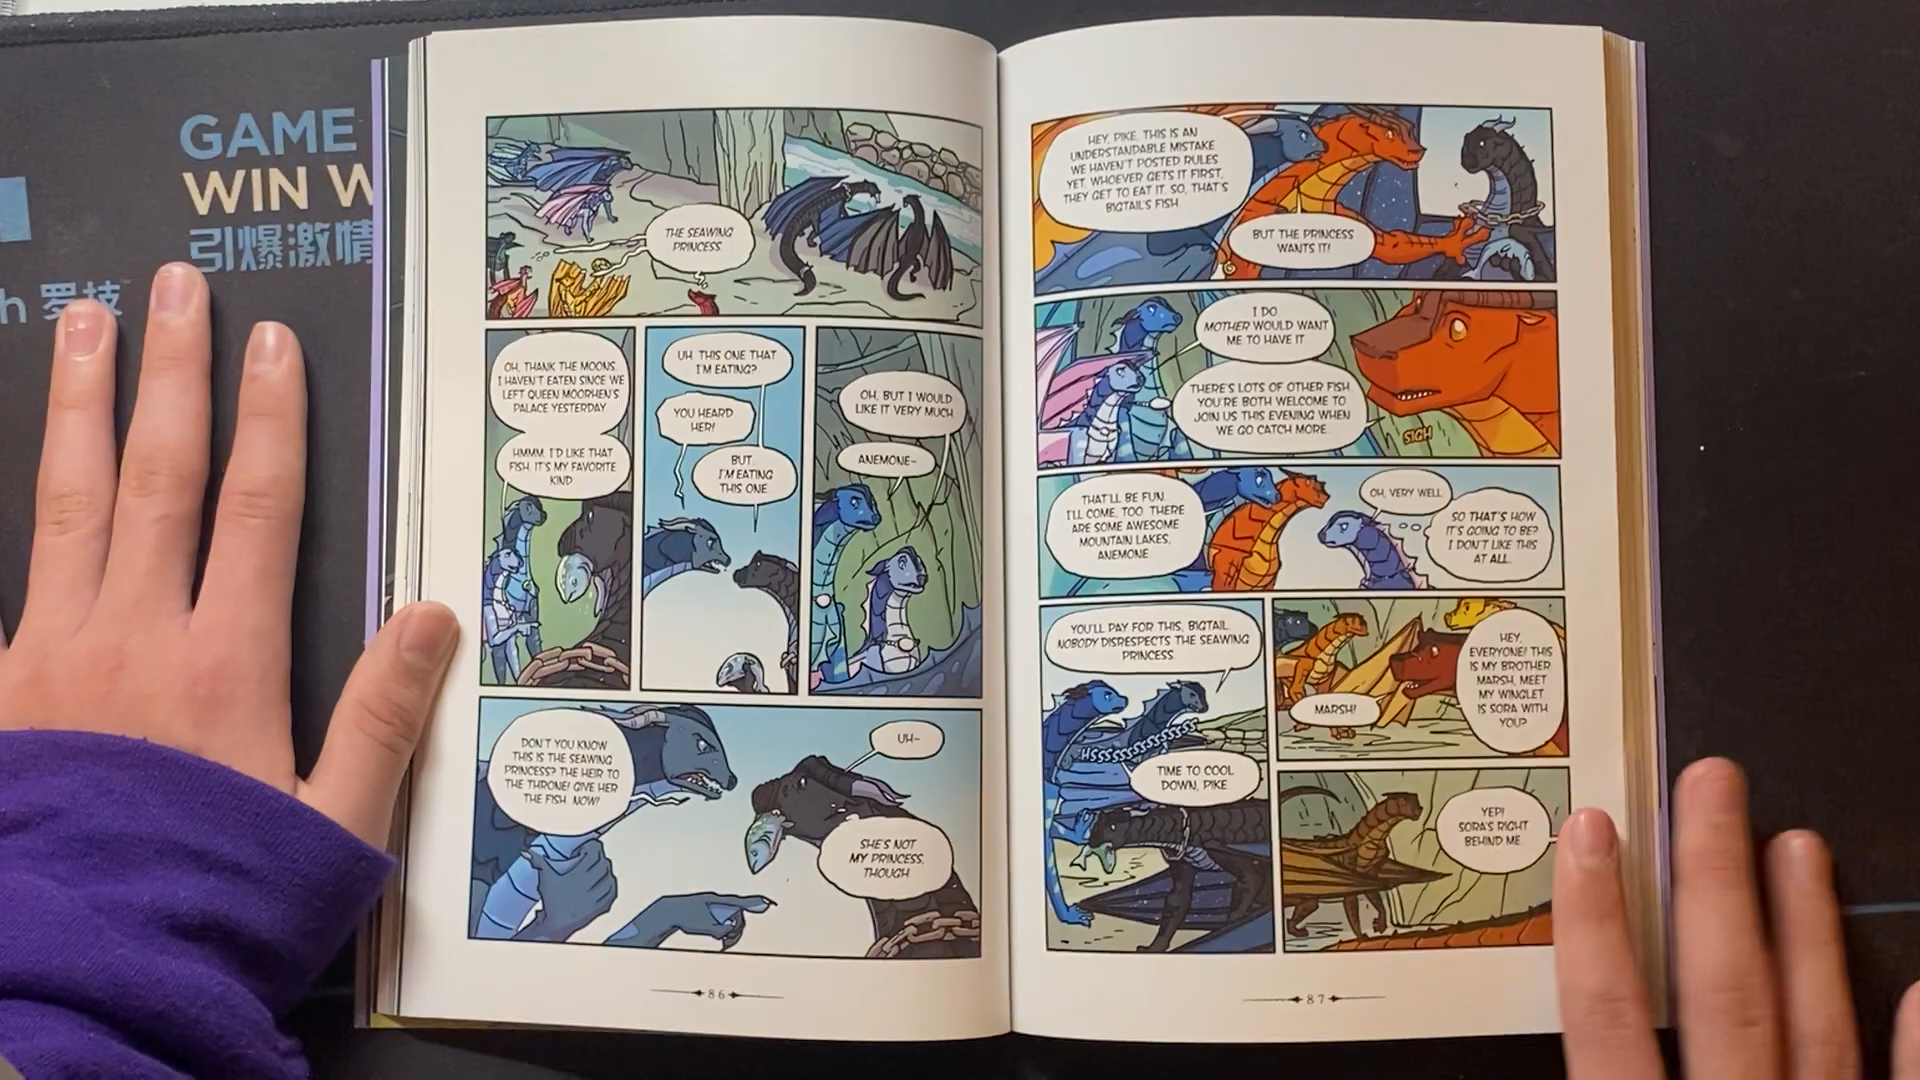 GAME
WIN W
引爆激情
h 罗技
THE SEAWING
PRINCESS.
OH, THANK THE MOONS.
I HAVEN'T EATEN SINCE WE
LEFT QUEEN MOORHEN'S
PALACE YESTERDAY
HMMM. I'D LIKE THAT
FISH. IT'S MY FAVORITE
KIND
UH. THIS ONE THAT
I'M EATING?
YOU HEARD
HER!
BUT
I'M EATING
THIS ONE
OH, BUT I WOULD
LIKE IT VERY MUCH
ANEMONE–
DON'T YOU KNOW
THIS IS THE SEAWING
PRINCESS? THE HEIR TO
THE THRONE! GIVE HER
THE FISH. NOW!
UH–
SHE'S NOT
MY PRINCESS,
THOUGH
86
HEY, PIKE, THIS IS AN
UNDERSTANDABLE MISTAKE
WE HAVEN'T POSTED RULES
YET. WHOEVER GETS IT FIRST,
THEY GET TO EAT IT. SO, THAT'S
BIGTAIL'S FISH
BUT THE PRINCESS
WANTS IT!
I DO.
MOTHER WOULD WANT
ME TO HAVE IT
THERE'S LOTS OF OTHER FISH.
YOU'RE BOTH WELCOME TO
JOIN US THIS EVENING WHEN
WE GO CATCH MORE.
SIGH
THAT'LL BE FUN.
I'LL COME, TOO. THERE
ARE SOME AWESOME
MOUNTAIN LAKES,
ANEMONE.
OH, VERY WELL
SO THAT'S HOW
IT'S GOING TO BE?
I DON'T LIKE THIS
AT ALL.
YOU'LL PAY FOR THIS, BIGTAIL.
NOBODY DISRESPECTS THE SEAWING
PRINCESS
HSSSSSSSSSSSS
TIME TO COOL
DOWN, PIKE
MARSH!
HEY,
EVERYONE! THIS
IS MY BROTHER
MARSH, MEET
MY WINGLET
IS SORA WITH
YOU?
YEP!
SORA'S RIGHT
BEHIND ME.
87